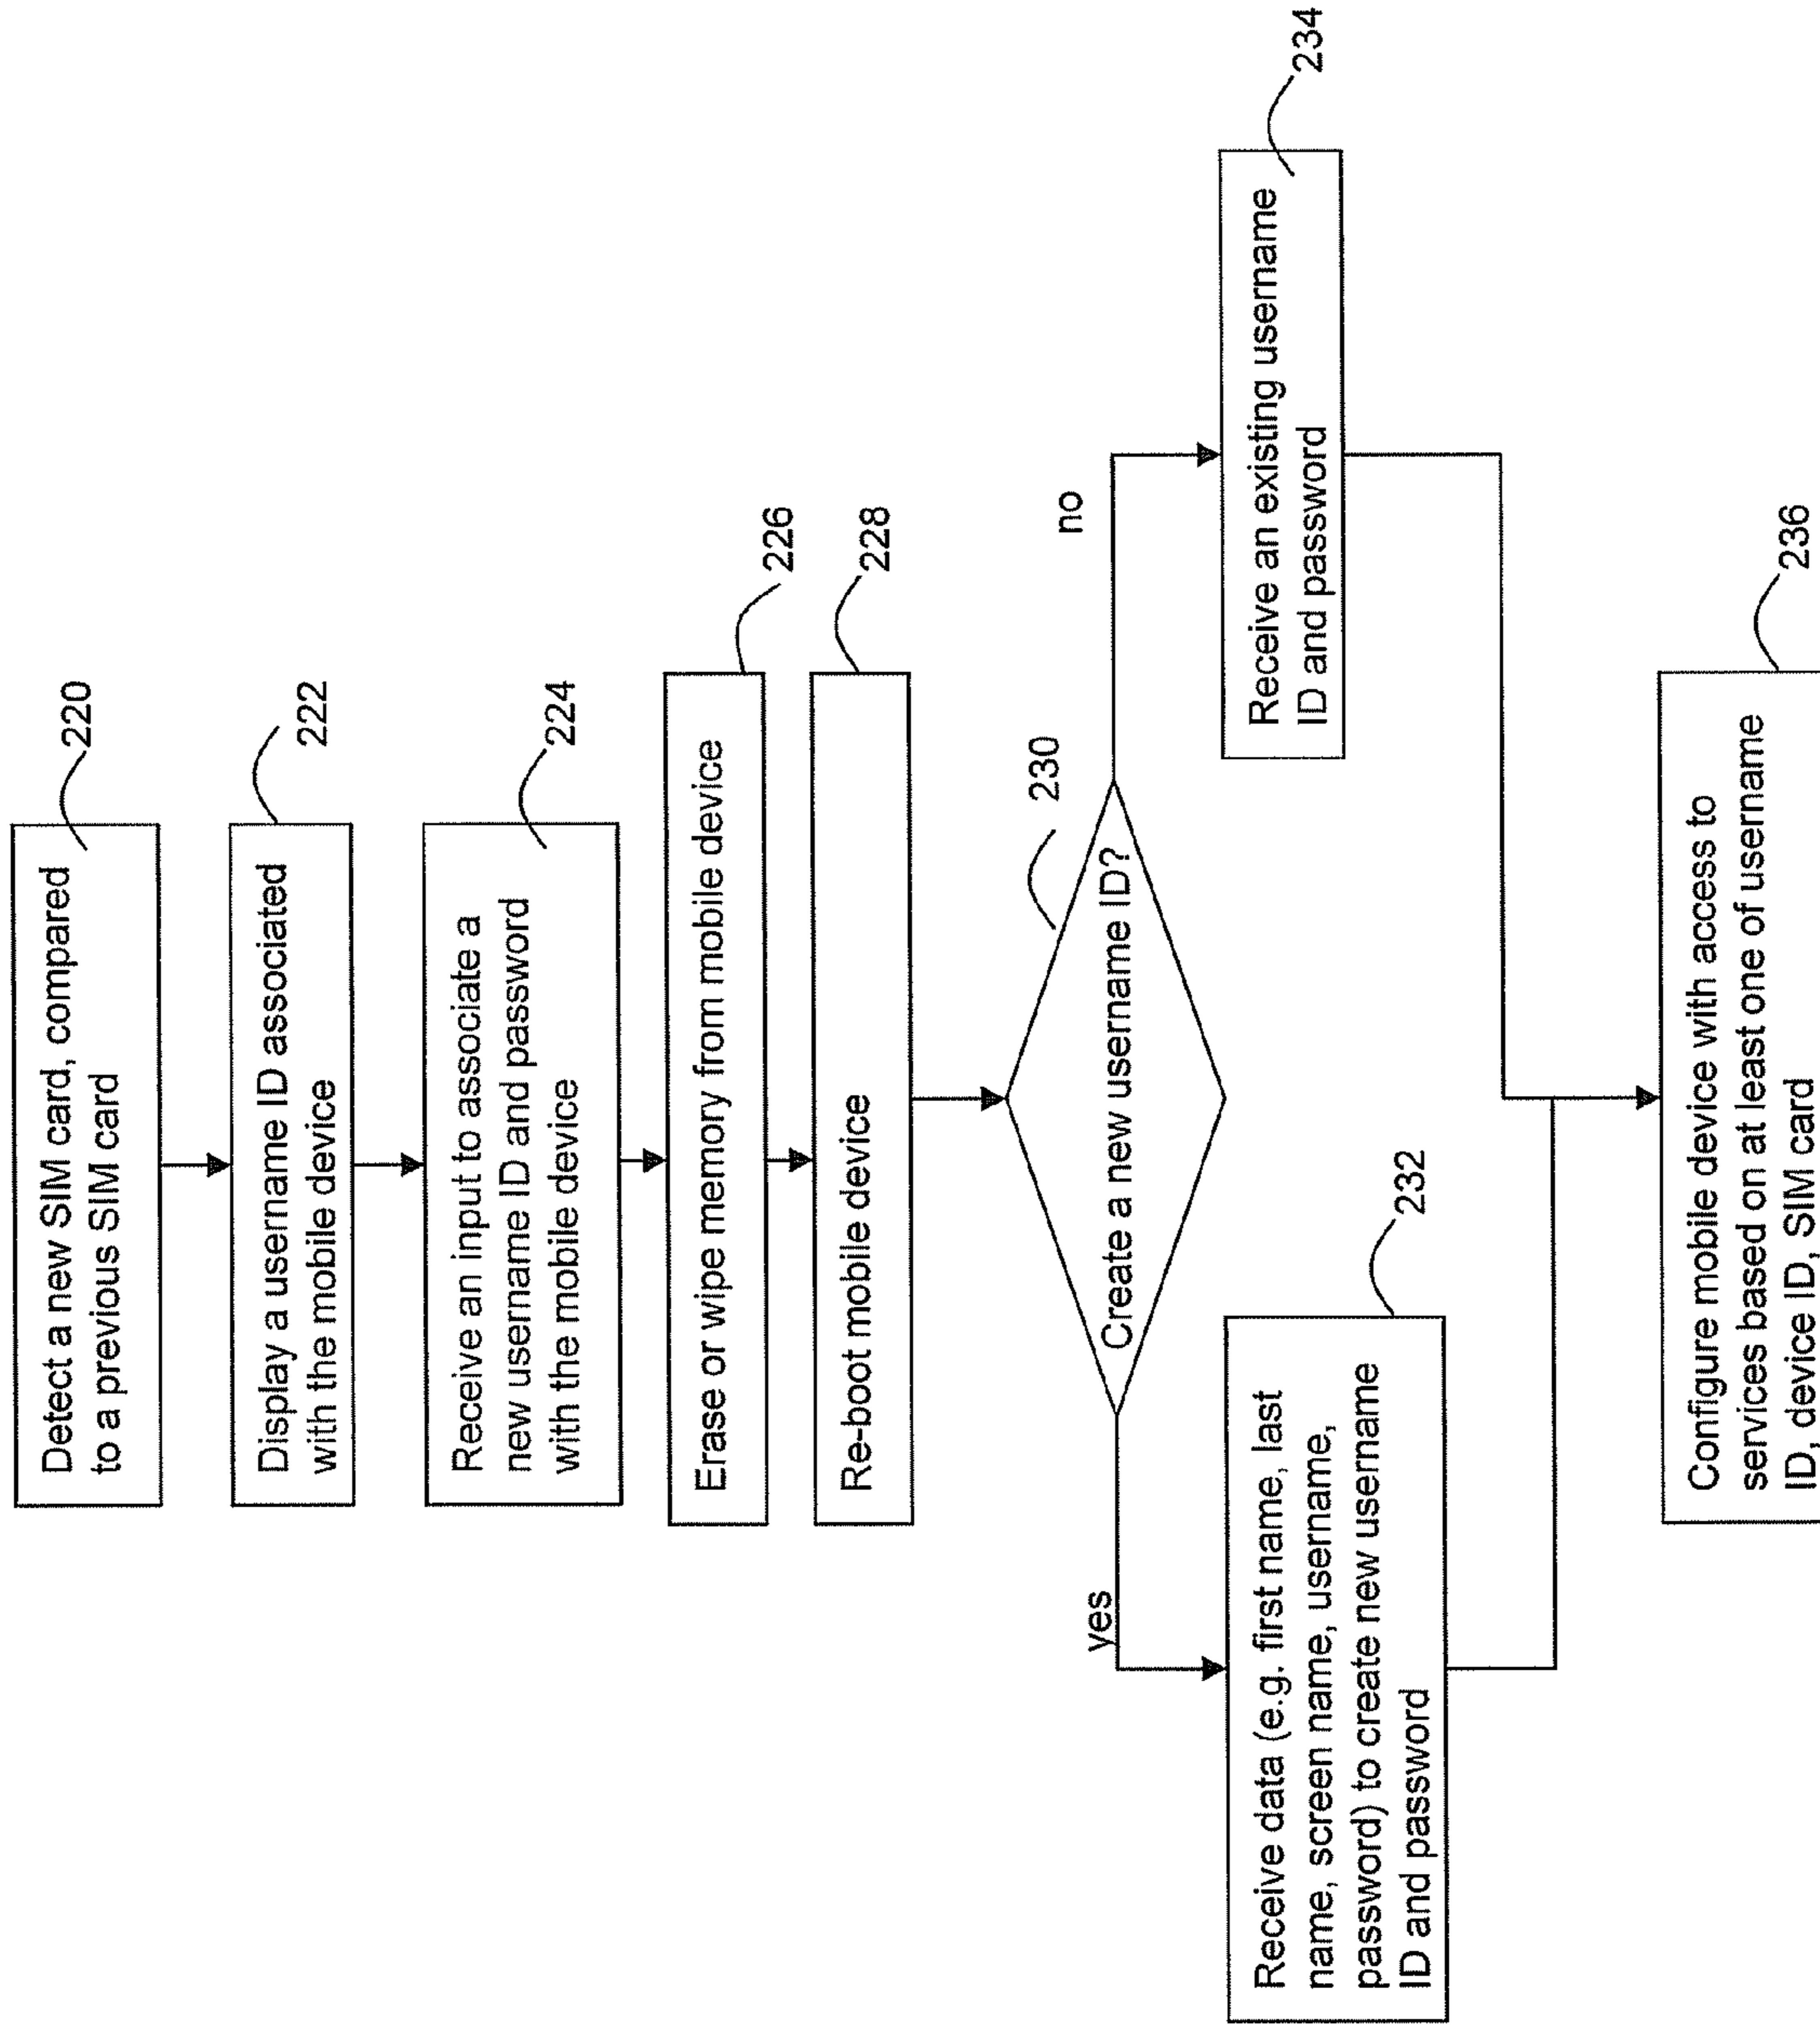 Detect a new SIM card, compared
to a previous SIM card
220
Display a username ID associated
with the mobile device
222
Receive an input to associate a
new username ID and password
with the mobile device
224
Erase or wipe memory from mobile device
226
Re-boot mobile device
228
Create a new username ID?
230
yes
no
Receive data (e.g. first name, last
name, screen name, username,
password) to create new username
ID and password
232
Receive an existing username
ID and password
234
Configure mobile device with access to
services based on at least one of username
ID, device ID, SIM card
236